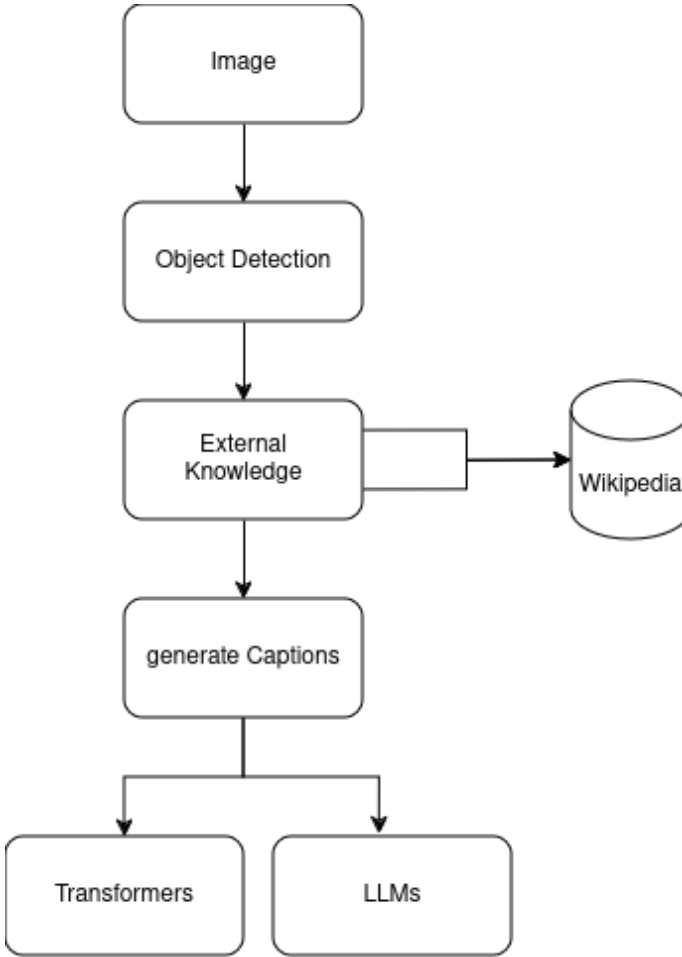 Image
Object Detection
External
Knowledge
Wikipedia
generate Captions
Transformers
LLMs